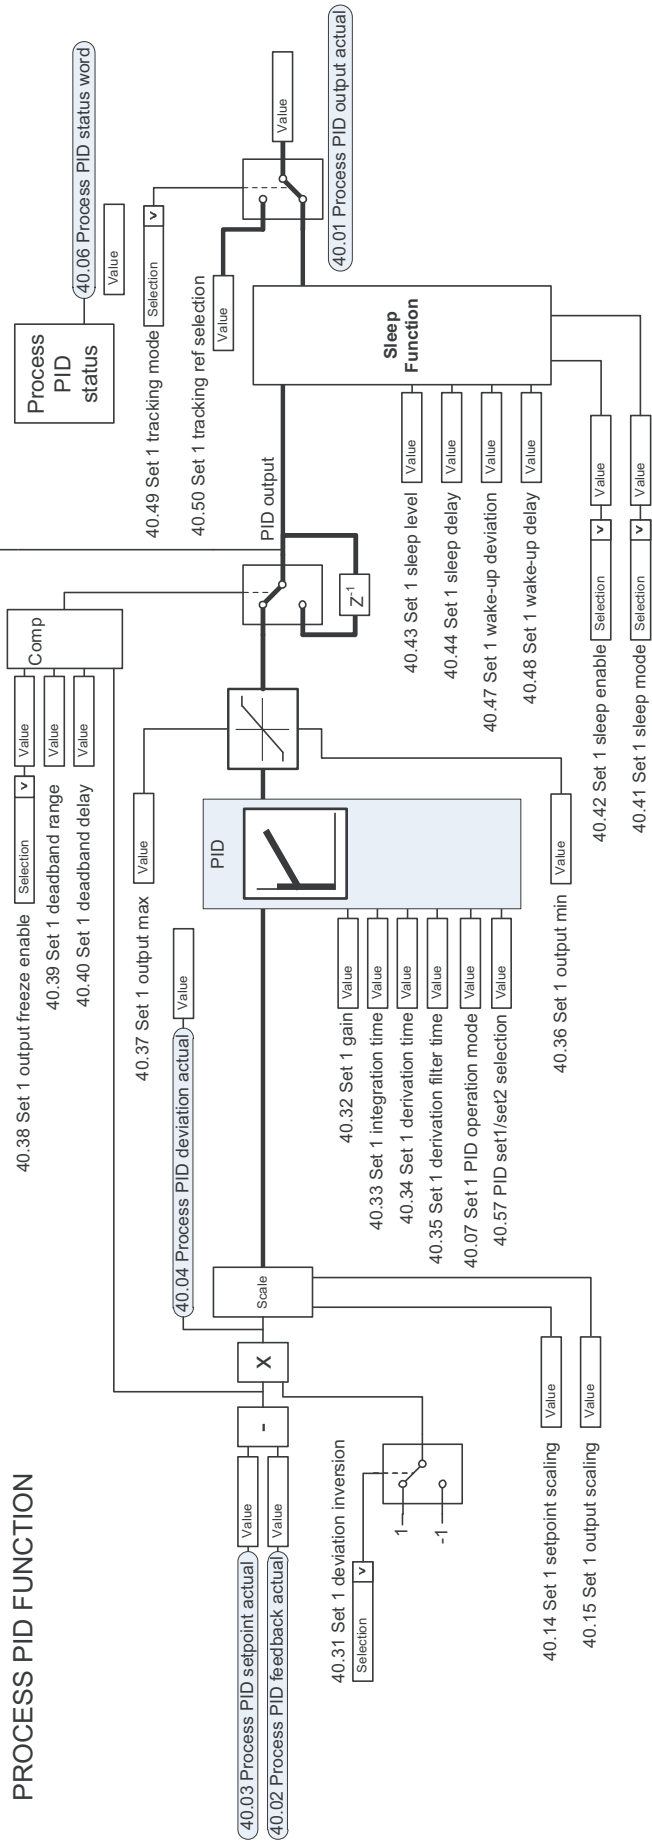 PROCESS PID FUNCTION
40.03 Process PID setpoint actual
Value
40.02 Process PID feedback actual
Value
-
X
40.31 Set 1 deviation inversion
Selection
v
1
-1
40.04 Process PID deviation actual
Value
Scale
40.14 Set 1 setpoint scaling
Value
40.15 Set 1 output scaling
Value
40.38 Set 1 output freeze enable
Selection
v
Value
40.39 Set 1 deadband range
Value
40.40 Set 1 deadband delay
Value
Comp
40.37 Set 1 output max
Value
PID
40.32 Set 1 gain
Value
40.33 Set 1 integration time
Value
40.34 Set 1 derivation time
Value
40.35 Set 1 derivation filter time
Value
40.07 Set 1 PID operation mode
Value
40.57 PID set1/set2 selection
Value
40.36 Set 1 output min
Value
Z-1
PID output
Process
PID
status
40.06 Process PID status word
Value
40.49 Set 1 tracking mode
Selection
v
40.50 Set 1 tracking ref selection
Value
Sleep
Function
40.43 Set 1 sleep level
Value
40.44 Set 1 sleep delay
Value
40.47 Set 1 wake-up deviation
Value
40.48 Set 1 wake-up delay
Value
40.42 Set 1 sleep enable
Selection
v
Value
40.41 Set 1 sleep mode
Selection
v
Value
Value
40.01 Process PID output actual